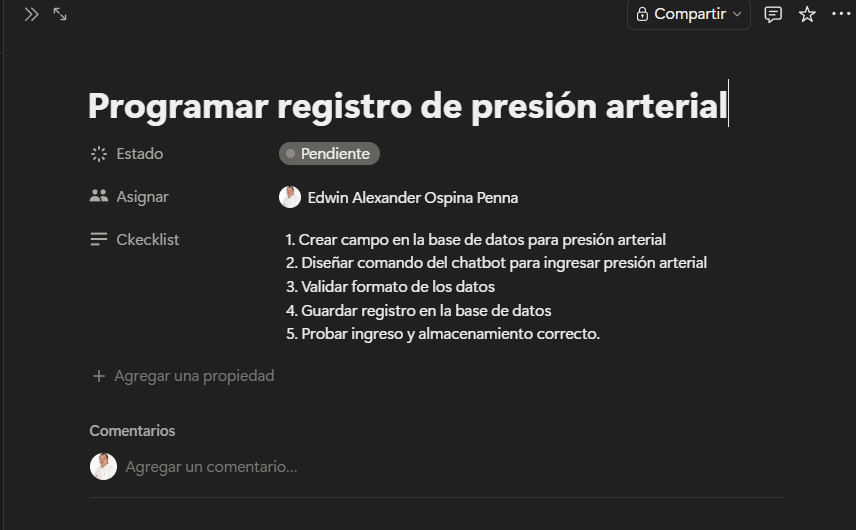 Compartir
Programar registro de presión arterial
Estado
Pendiente
Asignar
Edwin Alexander Ospina Penna
Ckecklist
1. Crear campo en la base de datos para presión arterial
2. Diseñar comando del chatbot para ingresar presión arterial
3. Validar formato de los datos
4. Guardar registro en la base de datos
5. Probar ingreso y almacenamiento correcto.
+ Agregar una propiedad
Comentarios
Agregar un comentario...